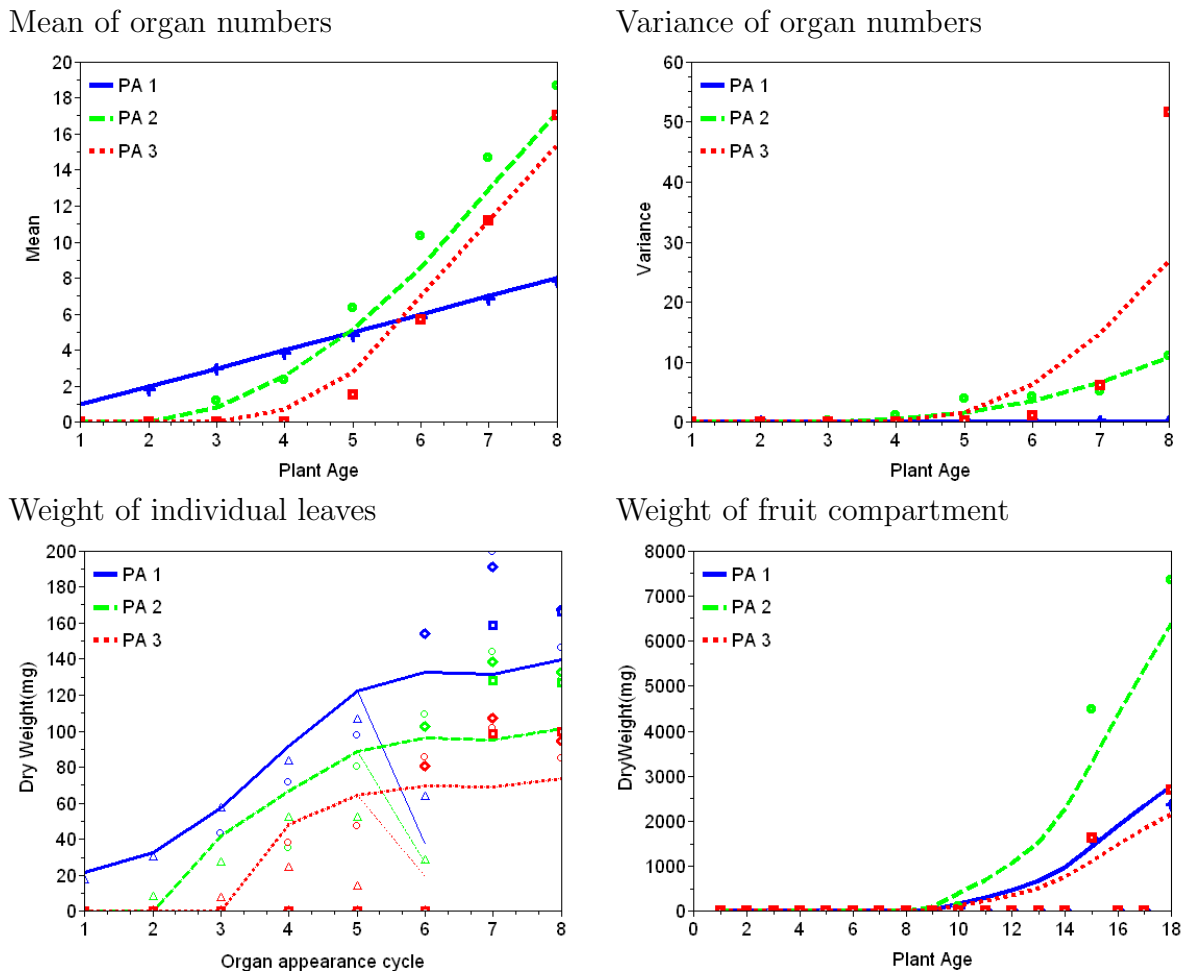 Mean of organ numbers
20
18
16
14
12
10
8
6
4
2
0
Mean
PA 1
PA 2
PA 3
1 2 3 4 5 6 7 8
Plant Age
Variance of organ numbers
60
50
40
30
20
10
0
Variance
PA 1
PA 2
PA 3
1 2 3 4 5 6 7 8
Plant Age
Weight of individual leaves
200
180
160
140
120
100
80
60
40
20
0
Dry Weight(mg)
PA 1
PA 2
PA 3
1 2 3 4 5 6 7 8
Organ appearance cycle
Weight of fruit compartment
8000
7000
6000
5000
4000
3000
2000
1000
0
DryWeight(mg)
PA 1
PA 2
PA 3
0 2 4 6 8 10 12 14 16 18
Plant Age